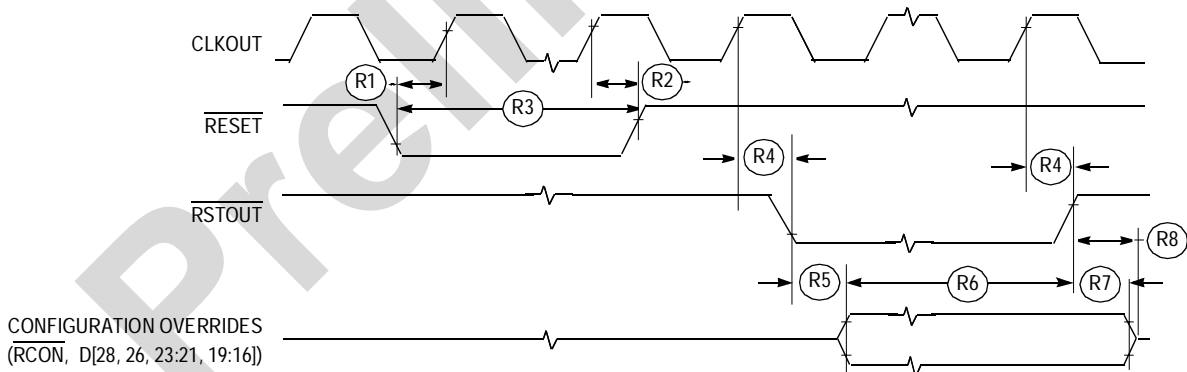 CLKOUT
R1
R2
R3
RESET
R4
R4
RSTOUT
R8
R5
R6
R7
CONFIGURATION OVERRIDES
(RCON, D[28, 26, 23:21, 19:16])
Preli